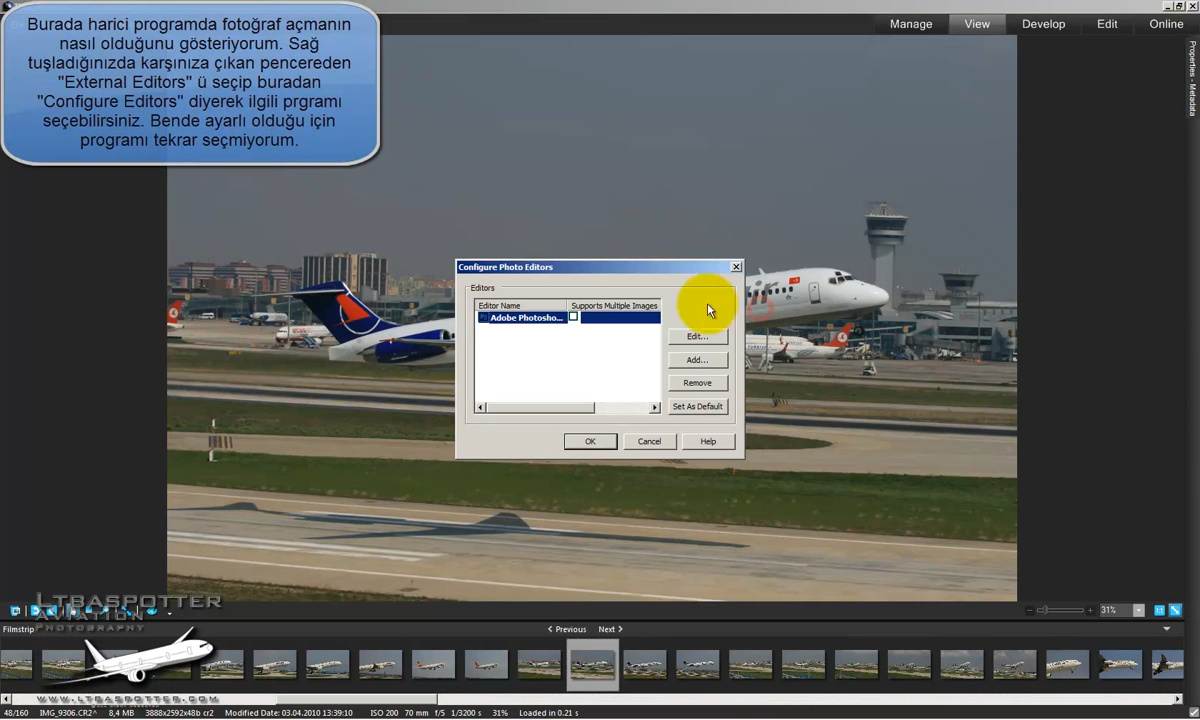 Burada harici programda fotoğraf açmanın
nasıl olduğunu gösteriyorum. Sağ
tuşladığınızda karşınıza çıkan pencereden
"External Editors" ü seçip buradan
"Configure Editors" diyerek ilgili prgramı
seçebilirsiniz. Bende ayarlı olduğu için
programı tekrar seçmiyorum.
Manage View Develop Edit Online
Properties - Metadata
Configure Photo Editors
Editors
Editor Name Supports Multiple Images
Adobe Photosho...
Edit...
Add...
Remove
Set As Default
OK Cancel Help
LTBASPOTTER
AVIATION
PHOTOGRAPHY
31%
Filmstrip
Previous Next
WWW.LTBASPOTTER.COM
48/160 IMG_9306.CR2^ 8,4 MB 3888x2592x48b cr2 Modified Date: 03.04.2010 13:39:10 ISO 200 70 mm f/5 1/3200 s 31% Loaded in 0.21 s